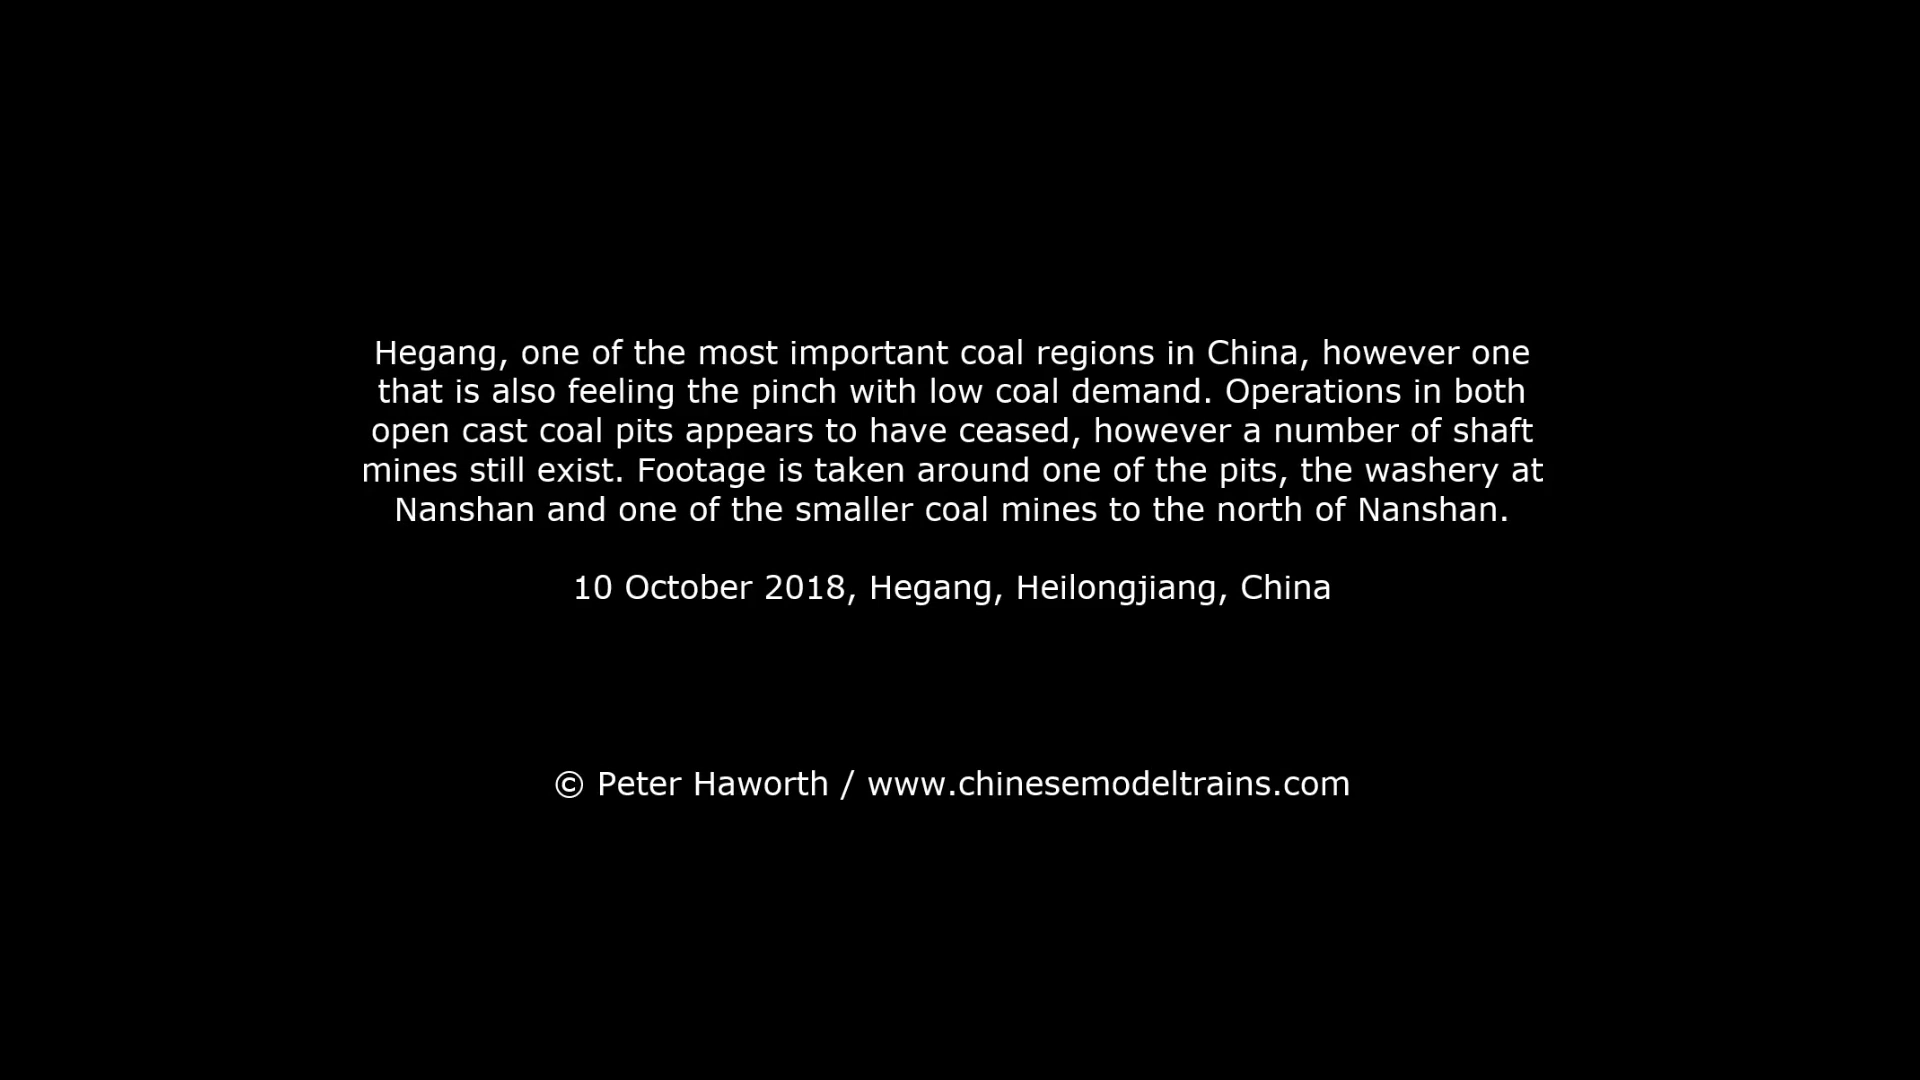 Hegang, one of the most important coal regions in China, however one
that is also feeling the pinch with low coal demand. Operations in both
open cast coal pits appears to have ceased, however a number of shaft
mines still exist. Footage is taken around one of the pits, the washery at
Nanshan and one of the smaller coal mines to the north of Nanshan.
10 October 2018, Hegang, Heilongjiang, China
© Peter Haworth / www.chinesemodeltrains.com